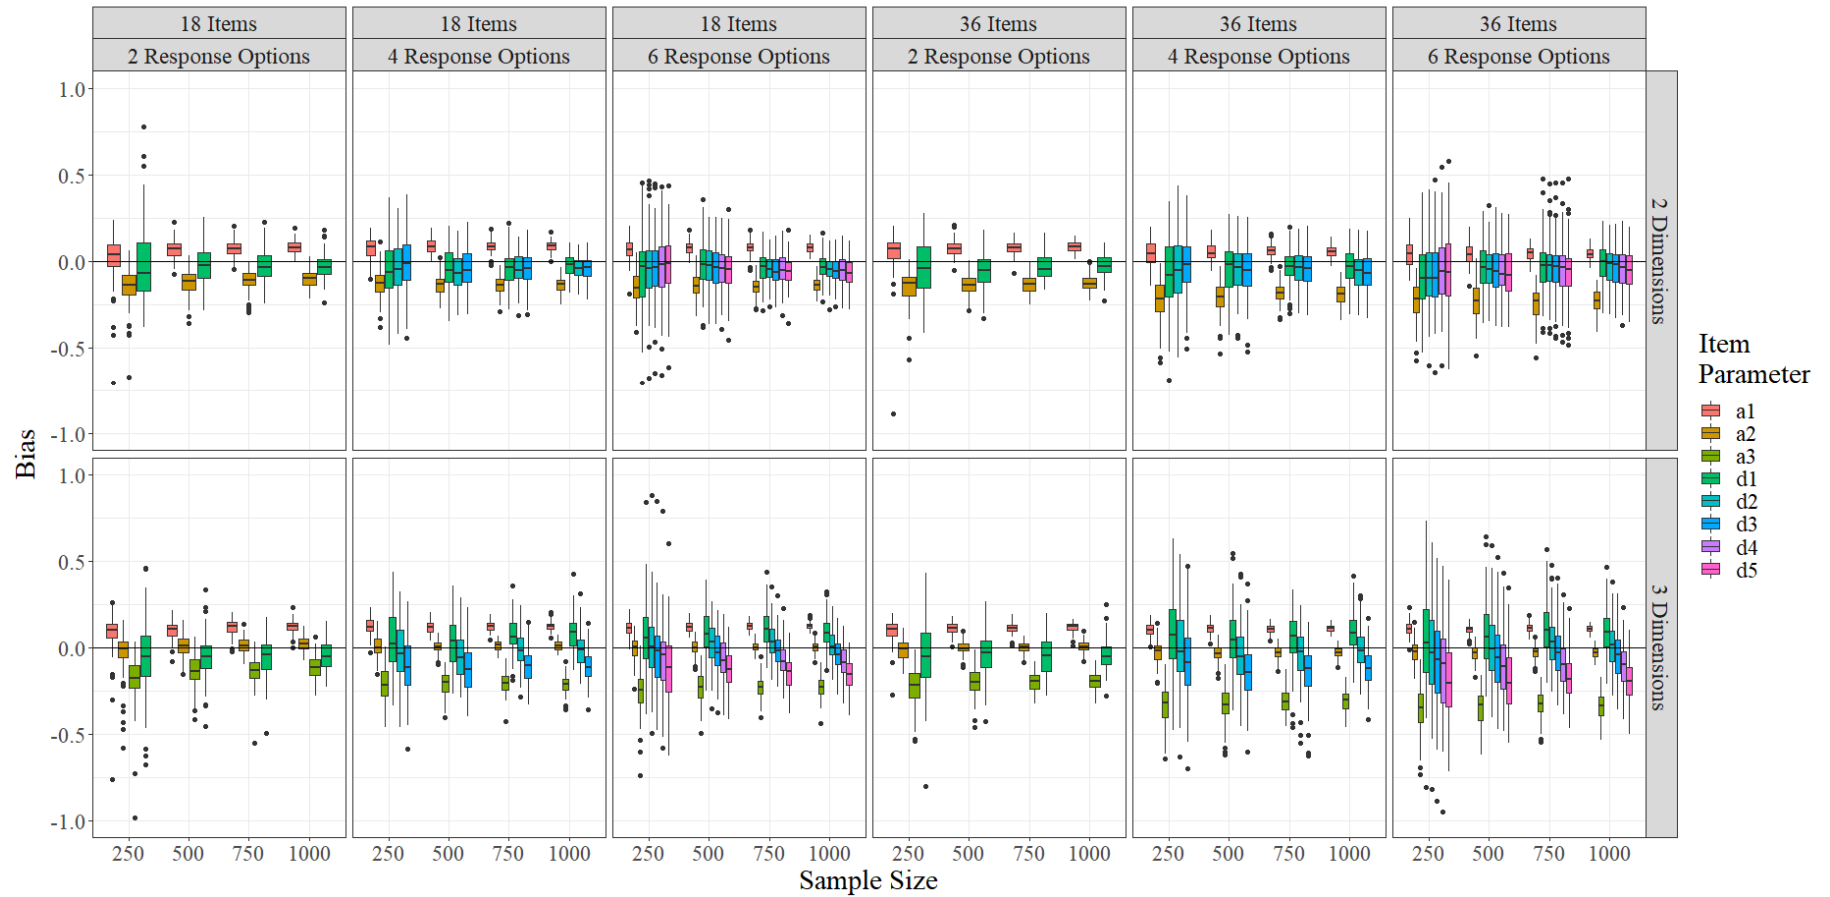 18 Items 18 Items 18 Items 36 Items 36 Items 36 Items
2 Response Options 4 Response Options 6 Response Options 2 Response Options 4 Response Options 6 Response Options
1.0
0.5
0.0
-0.5
-1.0
2 Dimensions
Bias
1.0
0.5
0.0
-0.5
-1.0
3 Dimensions
250 500 750 1000 250 500 750 1000 250 500 750 1000 250 500 750 1000 250 500 750 1000 250 500 750 1000
Sample Size
Item
Parameter
a1
a2
a3
d1
d2
d3
d4
d5